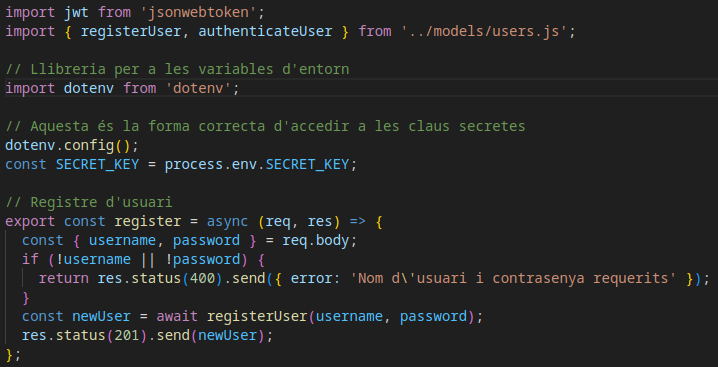 import jwt from 'jsonwebtoken';
import { registerUser, authenticateUser } from '../models/users.js';
// Llibreria per a les variables d'entorn
import dotenv from 'dotenv';
// Aquesta és la forma correcta d'accedir a les claus secretes
dotenv.config();
const SECRET_KEY = process.env.SECRET_KEY;
// Registre d'usuari
export const register = async (req, res) => {
  const { username, password } = req.body;
  if (!username || !password) {
    return res.status(400).send({ error: 'Nom d\'usuari i contrasenya requerits' });
  }
  const newUser = await registerUser(username, password);
  res.status(201).send(newUser);
};